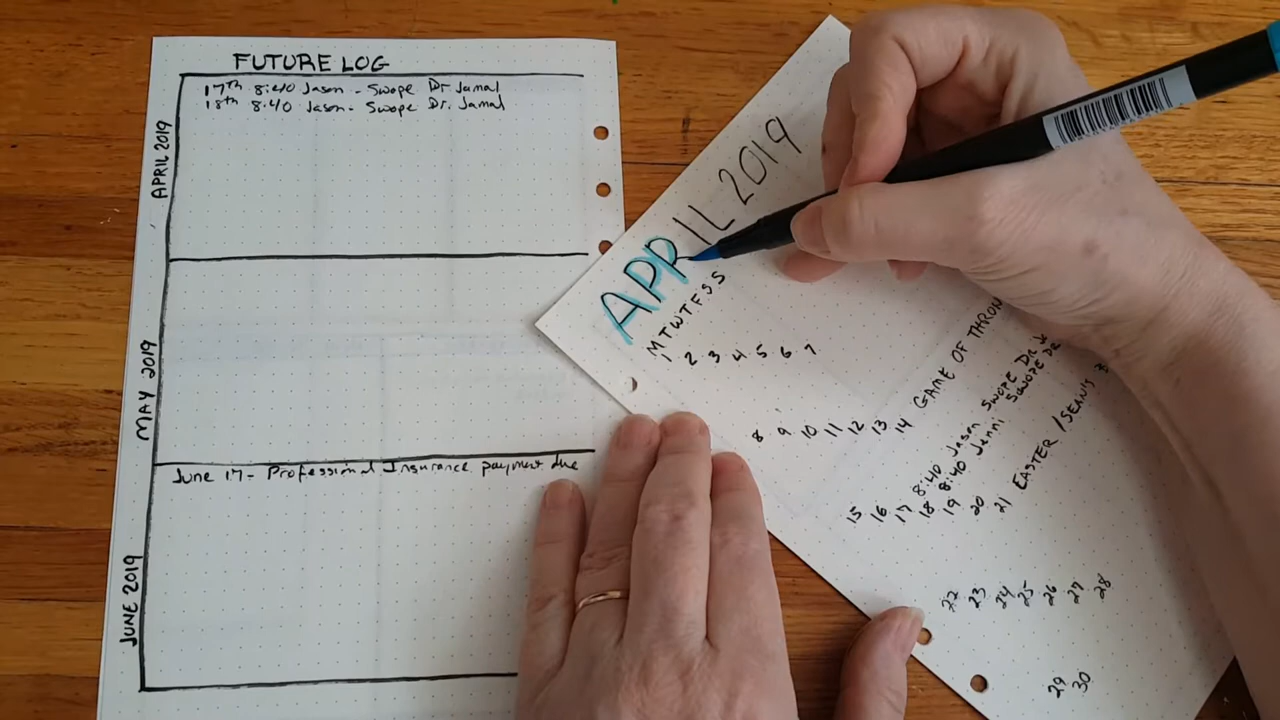 FUTURE LOG
APRIL 2019
17th 8:40 Jason - Swope Dr Jamal
18th 8:40 Jason - Swope Dr. Jamal
MAY 2019
JUNE 2019
June 17 - Professional Insurance payment due
APRIL 2019
M T W T F S S
1 2 3 4 5 6 7
8 9 10 11 12 13 14 GAME OF THRON
15
16
17 8:40 Jason SWOPE DR
18 8:40 Jenni SWOPE DR
19
20
21 EASTER / SEAN'S
22 23 24 25 26 27 28
29 30